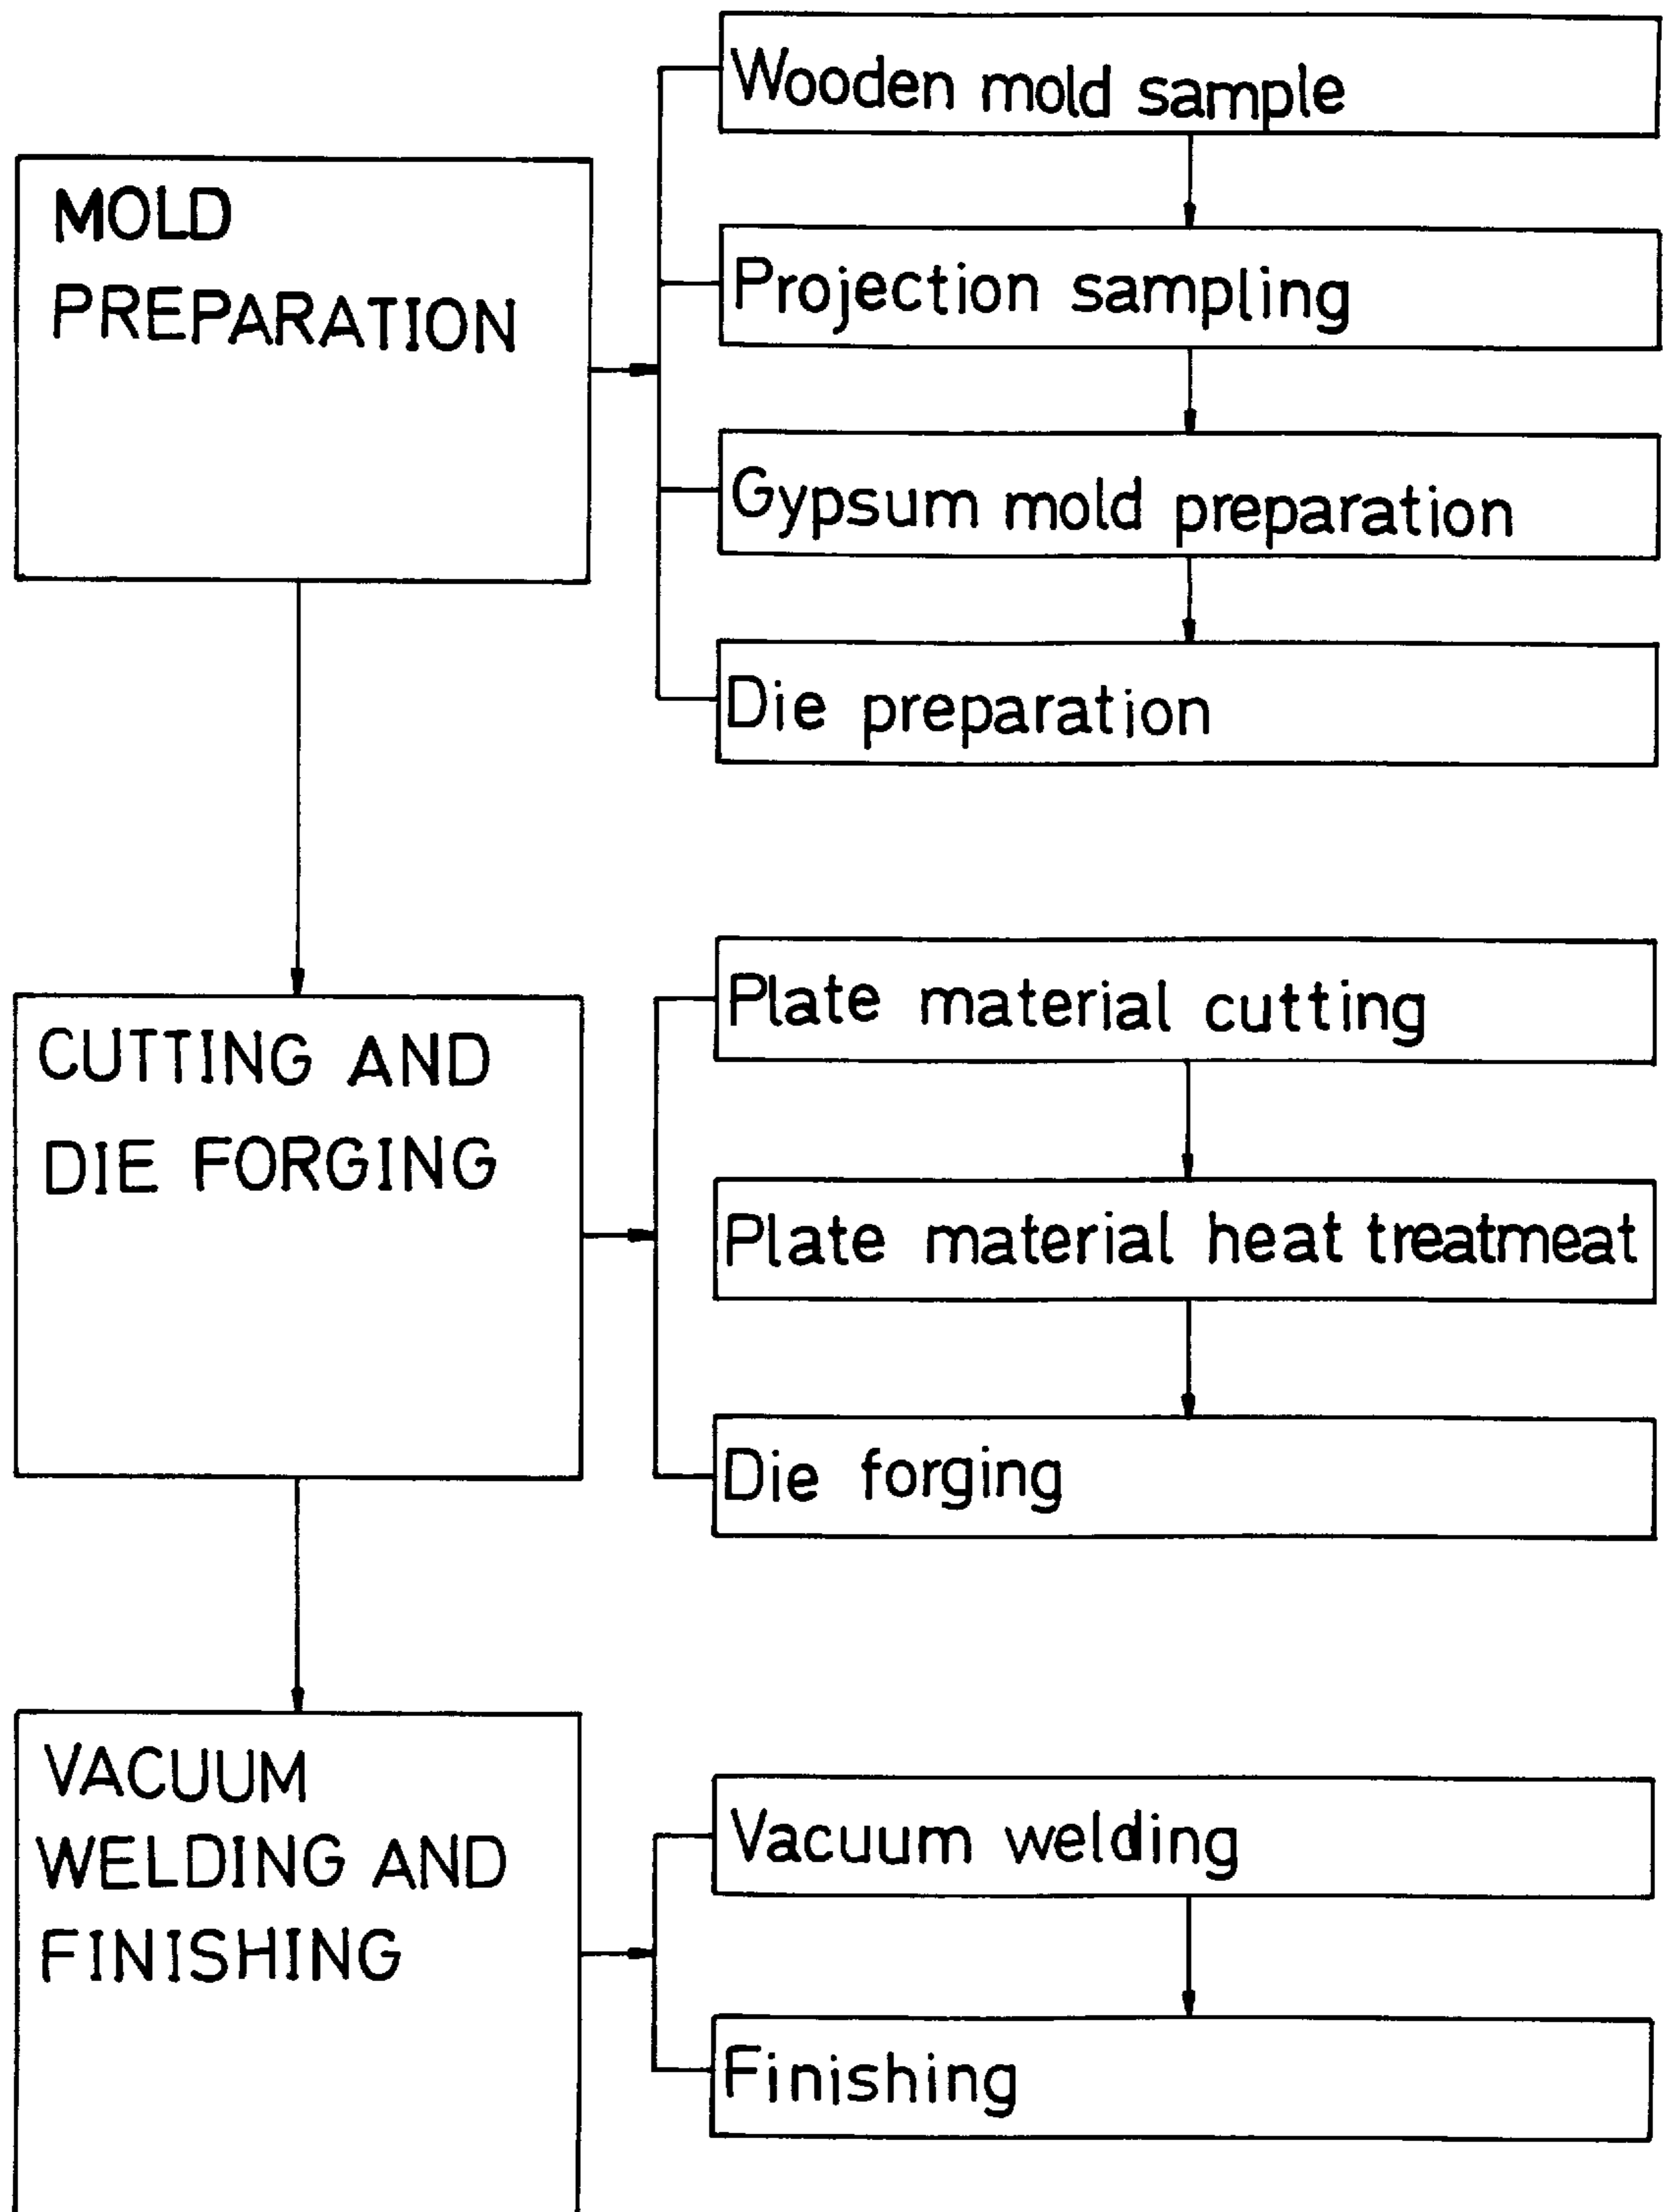 MOLD
PREPARATION
Wooden mold sample
Projection sampling
Gypsum mold preparation
Die preparation
CUTTING AND
DIE FORGING
Plate material cutting
Plate material heat treatmeat
Die forging
VACUUM
WELDING AND
FINISHING
Vacuum welding
Finishing